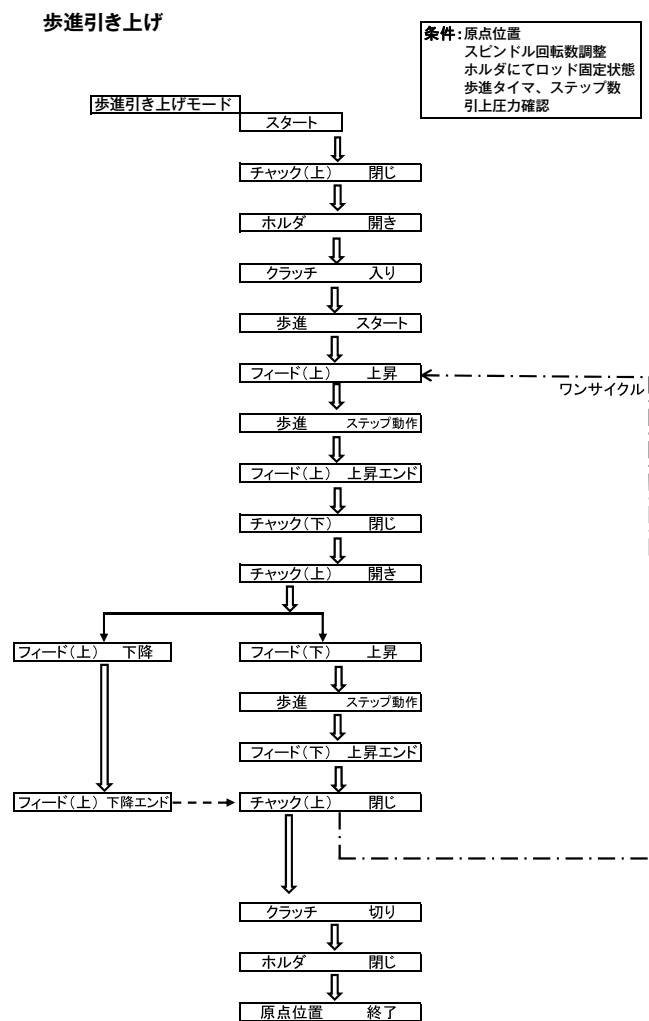 歩進引き上げ
条件:原点位置
スピンドル回転数調整
ホルダにてロッド固定状態
歩進タイマ、ステップ数
引上圧力確認
歩進引き上げモード
スタート
チャック(上) 閉じ
ホルダ 開き
クラッチ 入り
歩進 スタート
フィード(上) 上昇
ワンサイクル
歩進 ステップ動作
フィード(上) 上昇エンド
チャック(下) 閉じ
チャック(上) 開き
フィード(上) 下降
フィード(下) 上昇
歩進 ステップ動作
フィード(下) 上昇エンド
フィード(上) 下降エンド
チャック(上) 閉じ
クラッチ 切り
ホルダ 閉じ
原点位置 終了